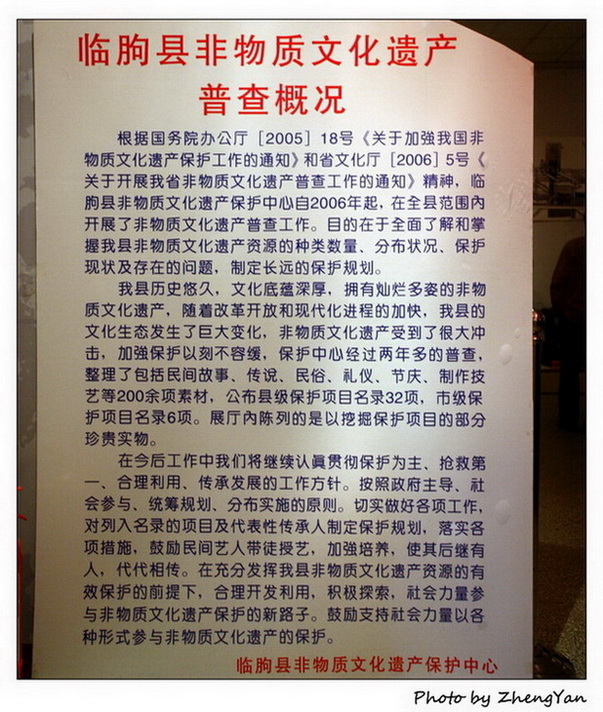 临朐县非物质文化遗产
普查概况
根据国务院办公厅［2005］18号《关于加强我国非
物质文化遗产保护工作的通知》和省文化厅［2006］5号《
关于开展我省非物质文化遗产普查工作的通知》精神，临
朐县非物质文化遗产保护中心自2006年起，在全县范围内
开展了非物质文化遗产普查工作。目的在于全面了解和掌
握我县非物质文化遗产资源的种类数量、分布状况、保护
现状及存在的问题，制定长远的保护规划。
我县历史悠久，文化底蕴深厚，拥有灿烂多姿的非物
质文化遗产，随着改革开放和现代化进程的加快，我县的
文化生态发生了巨大变化，非物质文化遗产受到了很大冲
击，加强保护以刻不容缓，保护中心经过两年多的普查，
整理了包括民间故事、传说、民俗、礼仪、节庆、制作技
艺等200余项素材，公布县级保护项目名录32项，市级保
护项目名录6项。展厅内陈列的是以挖掘保护项目的部分
珍贵实物。
在今后工作中我们将继续认真贯彻保护为主、抢救第
一、合理利用、传承发展的工作方针。按照政府主导、社
会参与、统筹规划、分布实施的原则。切实做好各项工作，
对列入名录的项目及代表性传承人制定保护规划，落实各
项措施，鼓励民间艺人带徒授艺，加强培养，使其后继有
人，代代相传。在充分发挥我县非物质文化遗产资源的有
效保护的前提下，合理开发利用，积极探索，社会力量参
与非物质文化遗产保护的新路子。鼓励支持社会力量以各
种形式参与非物质文化遗产的保护。
临朐县非物质文化遗产保护中心
Photo by ZhengYan